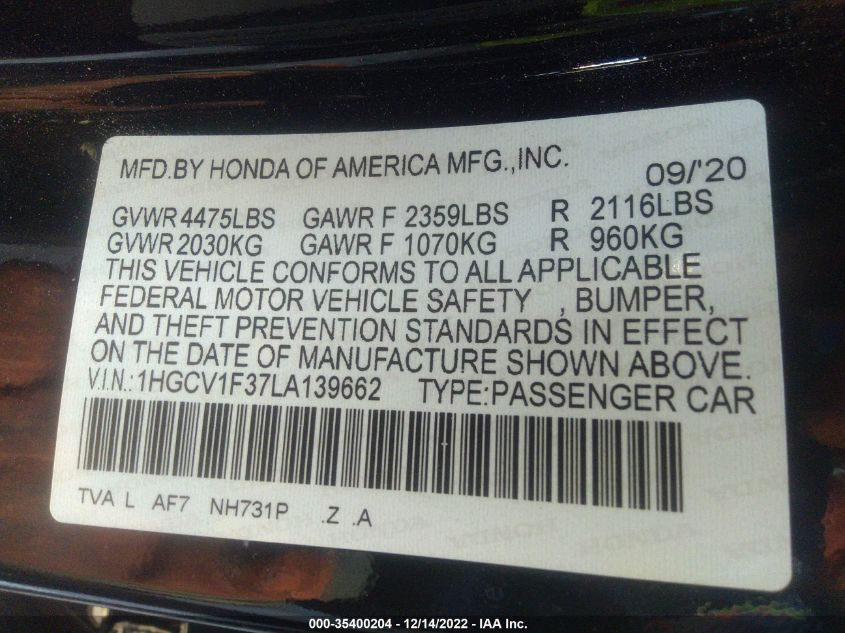 MFD.BY HONDA OF AMERICA MFG.,INC. 09/'20
GVWR 4475LBS GAWR F 2359LBS R 2116LBS
GVWR 2030KG GAWR F 1070KG R 960KG
THIS VEHICLE CONFORMS TO ALL APPLICABLE
FEDERAL MOTOR VEHICLE SAFETY , BUMPER,
AND THEFT PREVENTION STANDARDS IN EFFECT
ON THE DATE OF MANUFACTURE SHOWN ABOVE.
V.I.N.:1HGCV1F37LA139662 TYPE:PASSENGER CAR
TVA L AF7 NH731P .Z .A
000-35400204 - 12/14/2022 - IAA Inc.